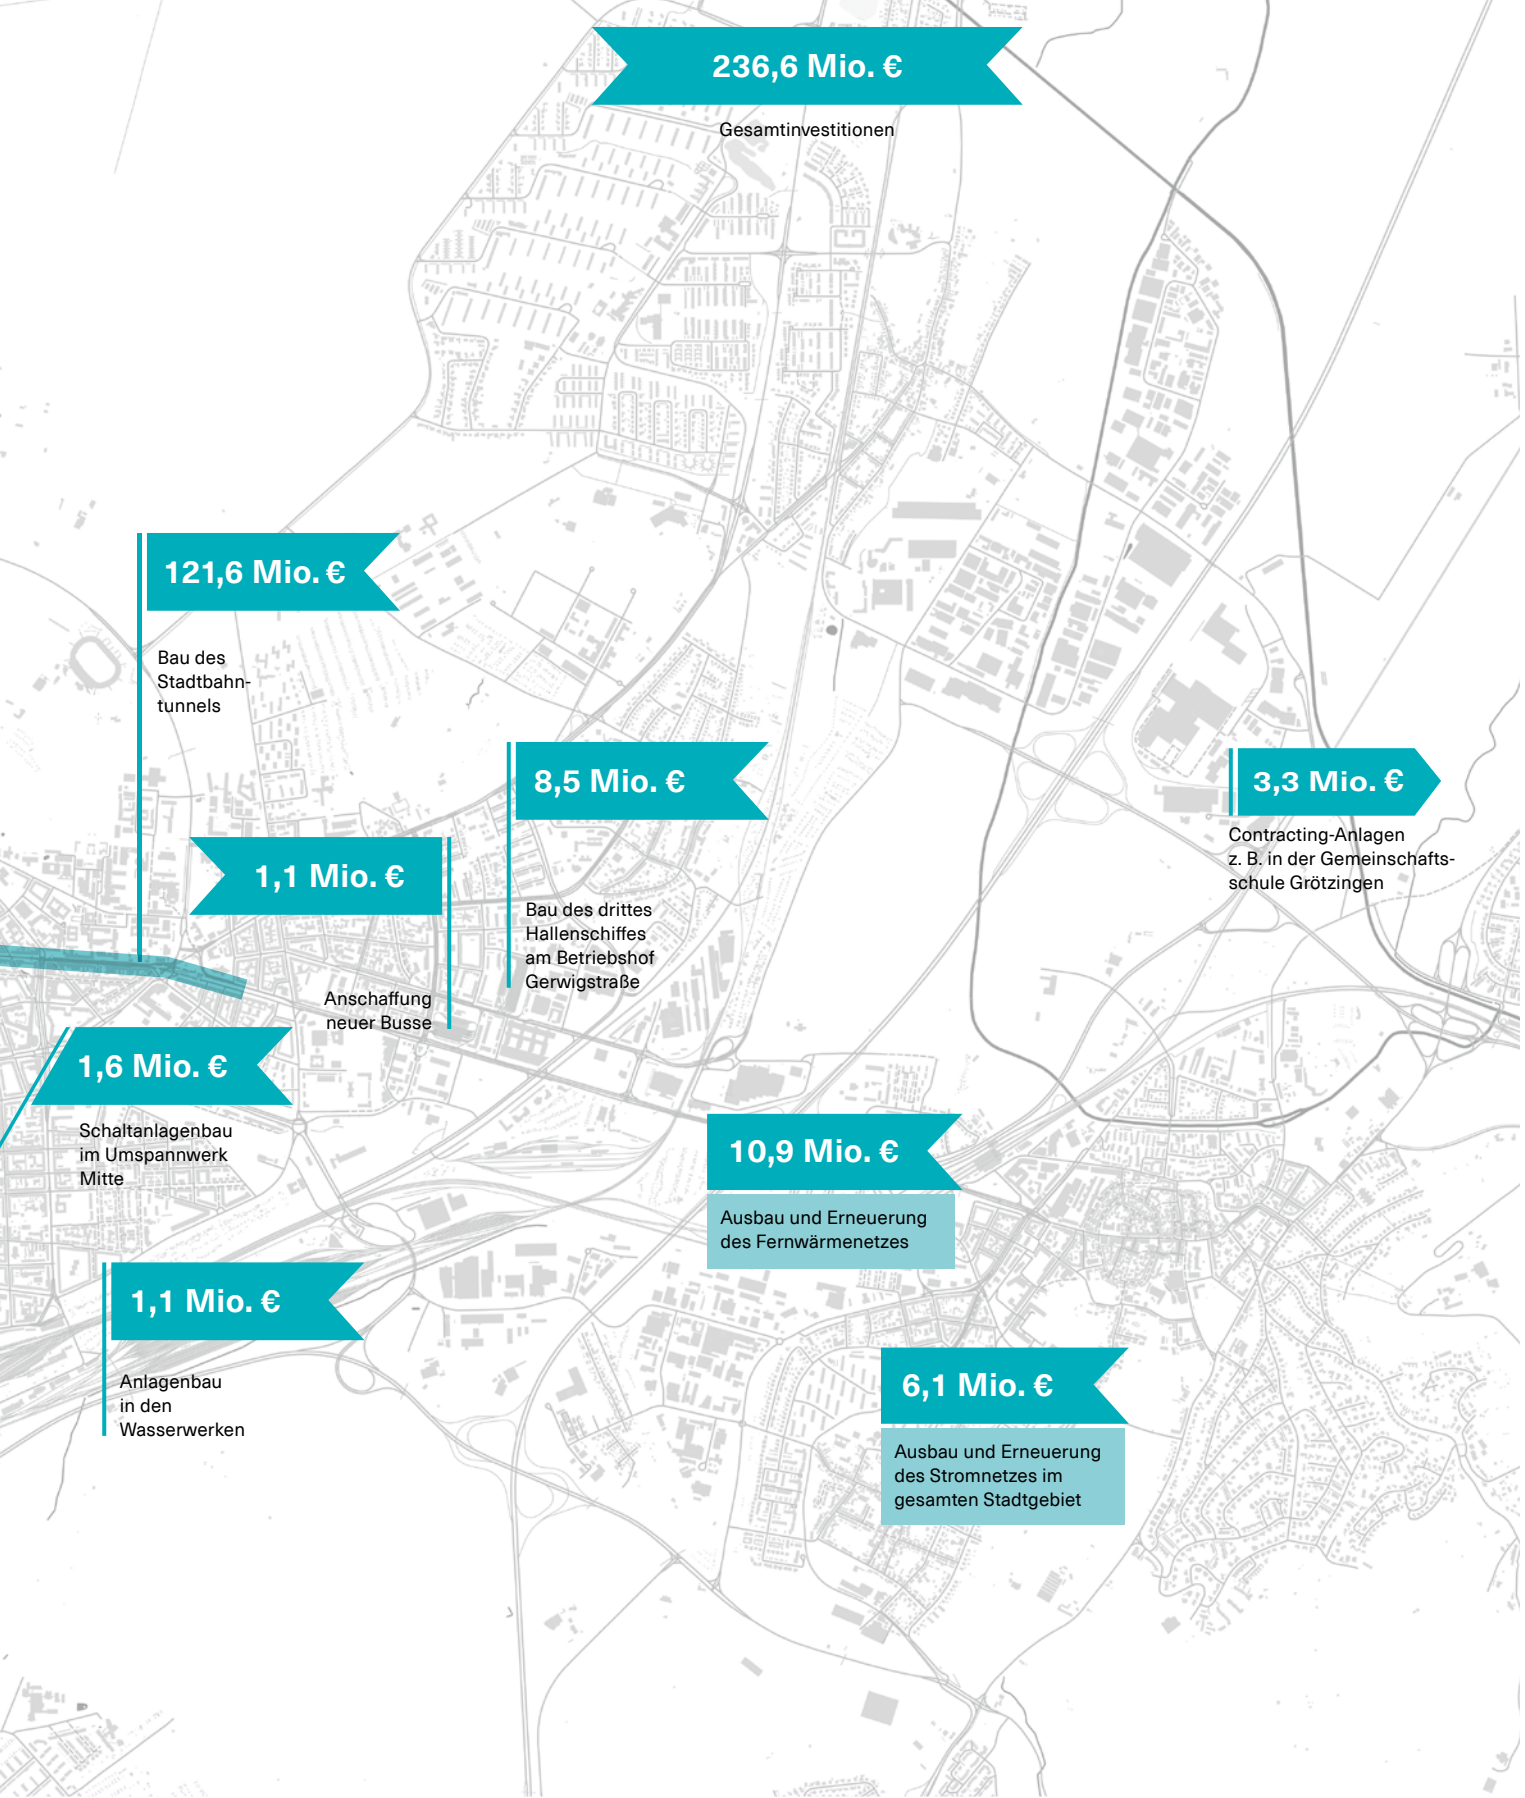 236,6 Mio. €
Gesamtinvestitionen
121,6 Mio. €
Bau des
Stadtbahn-
tunnels
8,5 Mio. €
Bau des drittes
Hallenschiffes
am Betriebshof
Gerwigstraße
3,3 Mio. €
Contracting-Anlagen
z. B. in der Gemeinschafts-
schule Grötzingen
1,1 Mio. €
Anschaffung
neuer Busse
1,6 Mio. €
Schaltanlagenbau
im Umspannwerk
Mitte
10,9 Mio. €
Ausbau und Erneuerung
des Fernwärmenetzes
1,1 Mio. €
Anlagenbau
in den
Wasserwerken
6,1 Mio. €
Ausbau und Erneuerung
des Stromnetzes im
gesamten Stadtgebiet